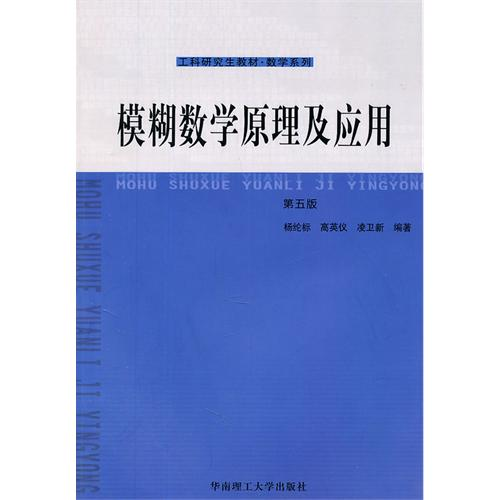 工科研究生教材·数学系列
模糊数学原理及应用
MOHU SHUXUE YUANLI JI YINGYONG
第五版
杨纶标 高英仪 凌卫新 编著
MOHU SHUXUE YUANLI JI YINGYONG
华南理工大学出版社